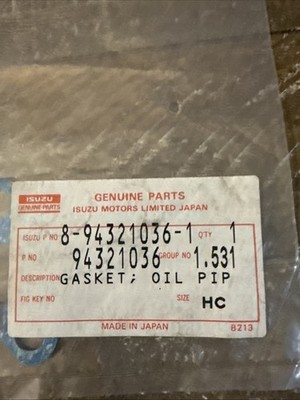 ISUZU
GENUINE PARTS
GENUINE PARTS
ISUZU MOTORS LIMITED JAPAN
ISUZU P NO 8-94321036-1 Q'TY 1
P.NO 94321036 GROUP NO 1.531
DESCRIPTION GASKET; OIL PIP
FIG KEY NO SIZE HC
MADE IN JAPAN 8213